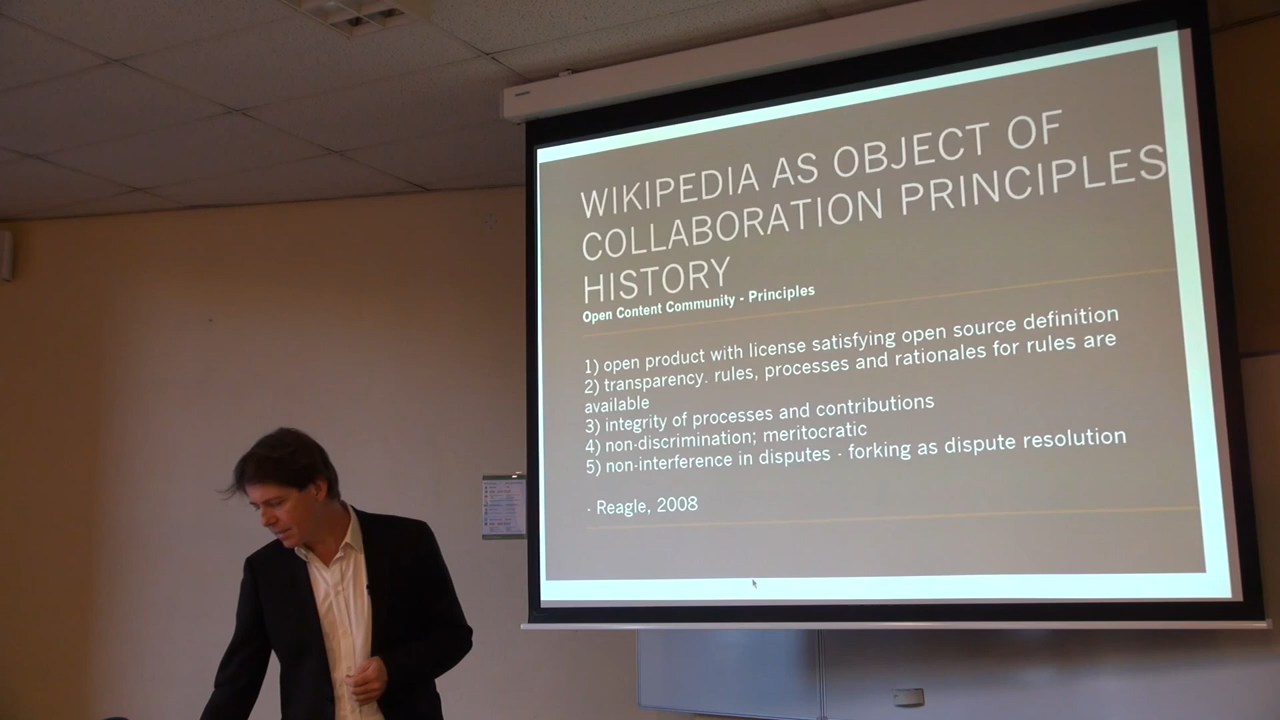 WIKIPEDIA AS OBJECT OF
COLLABORATION PRINCIPLES
HISTORY
Open Content Community - Principles
1) open product with license satisfying open source definition
2) transparency. rules, processes and rationales for rules are
available
3) integrity of processes and contributions
4) non-discrimination; meritocratic
5) non-interference in disputes - forking as dispute resolution
- Reagle, 2008